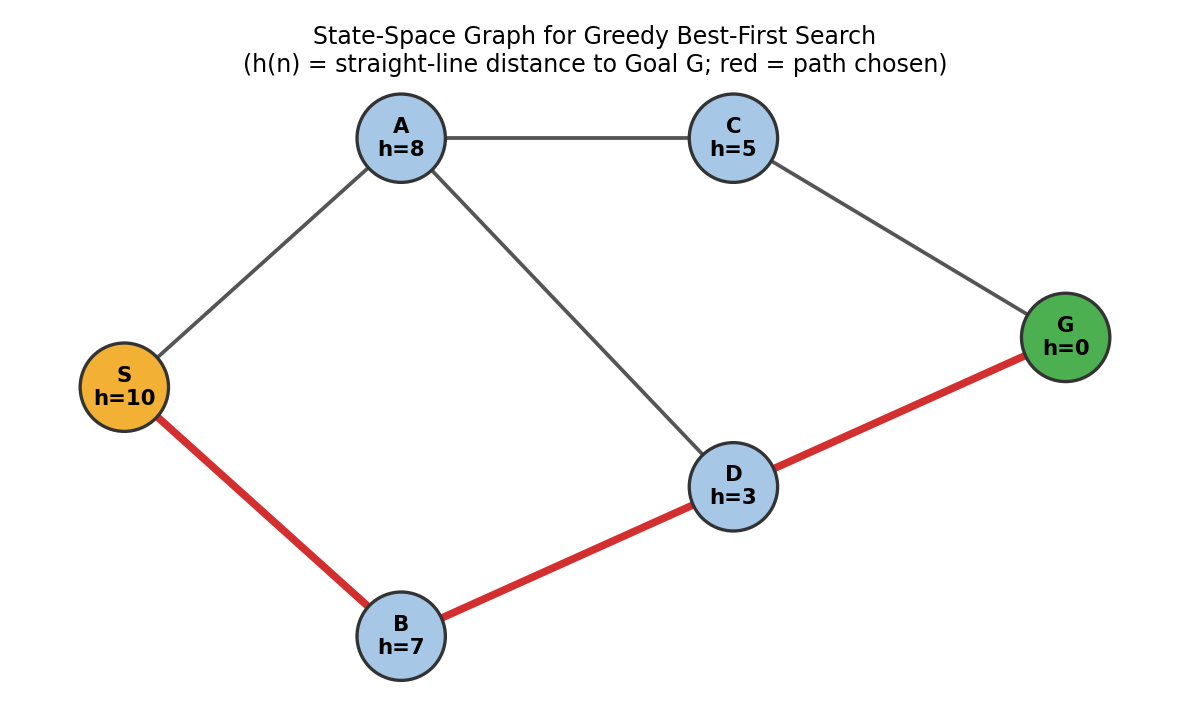 State-Space Graph for Greedy Best-First Search
(h(n) = straight-line distance to Goal G; red = path chosen)
A
h=8
C
h=5
G
h=0
S
h=10
D
h=3
B
h=7